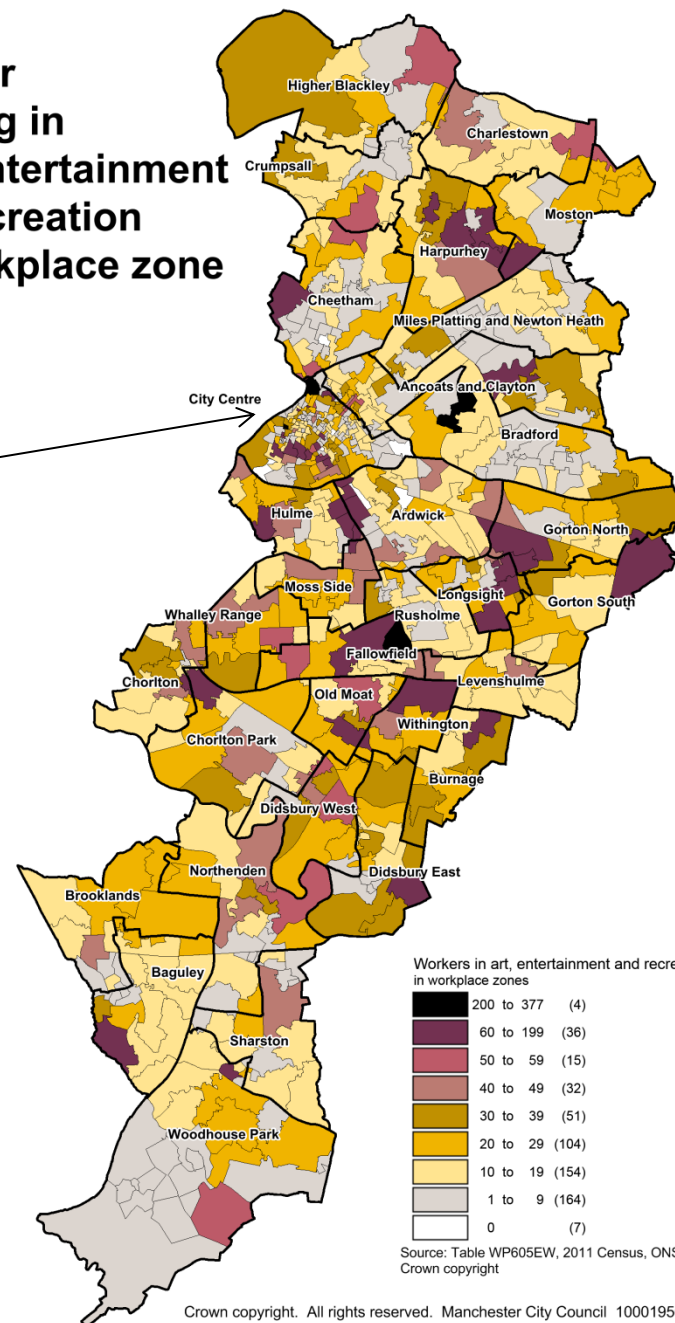 r
g in
ntertainment
creation
rkplace zone
Higher Blackley
Charlestown
Crumpsall
Moston
Harpurhey
Cheetham
Miles Platting and Newton Heath
City Centre
Ancoats and Clayton
Bradford
Hulme
Ardwick
Gorton North
Moss Side
Longsight
Gorton South
Whalley Range
Rusholme
Fallowfield
Chorlton
Levenshulme
Old Moat
Withington
Chorlton Park
Burnage
Didsbury West
Northenden
Didsbury East
Brooklands
Baguley
Sharston
Woodhouse Park
Workers in art, entertainment and recre
in workplace zones
200 to 377 (4)
60 to 199 (36)
50 to 59 (15)
40 to 49 (32)
30 to 39 (51)
20 to 29 (104)
10 to 19 (154)
1 to 9 (164)
0 (7)
Source: Table WP605EW, 2011 Census, ONS
Crown copyright
Crown copyright. All rights reserved. Manchester City Council 1000195